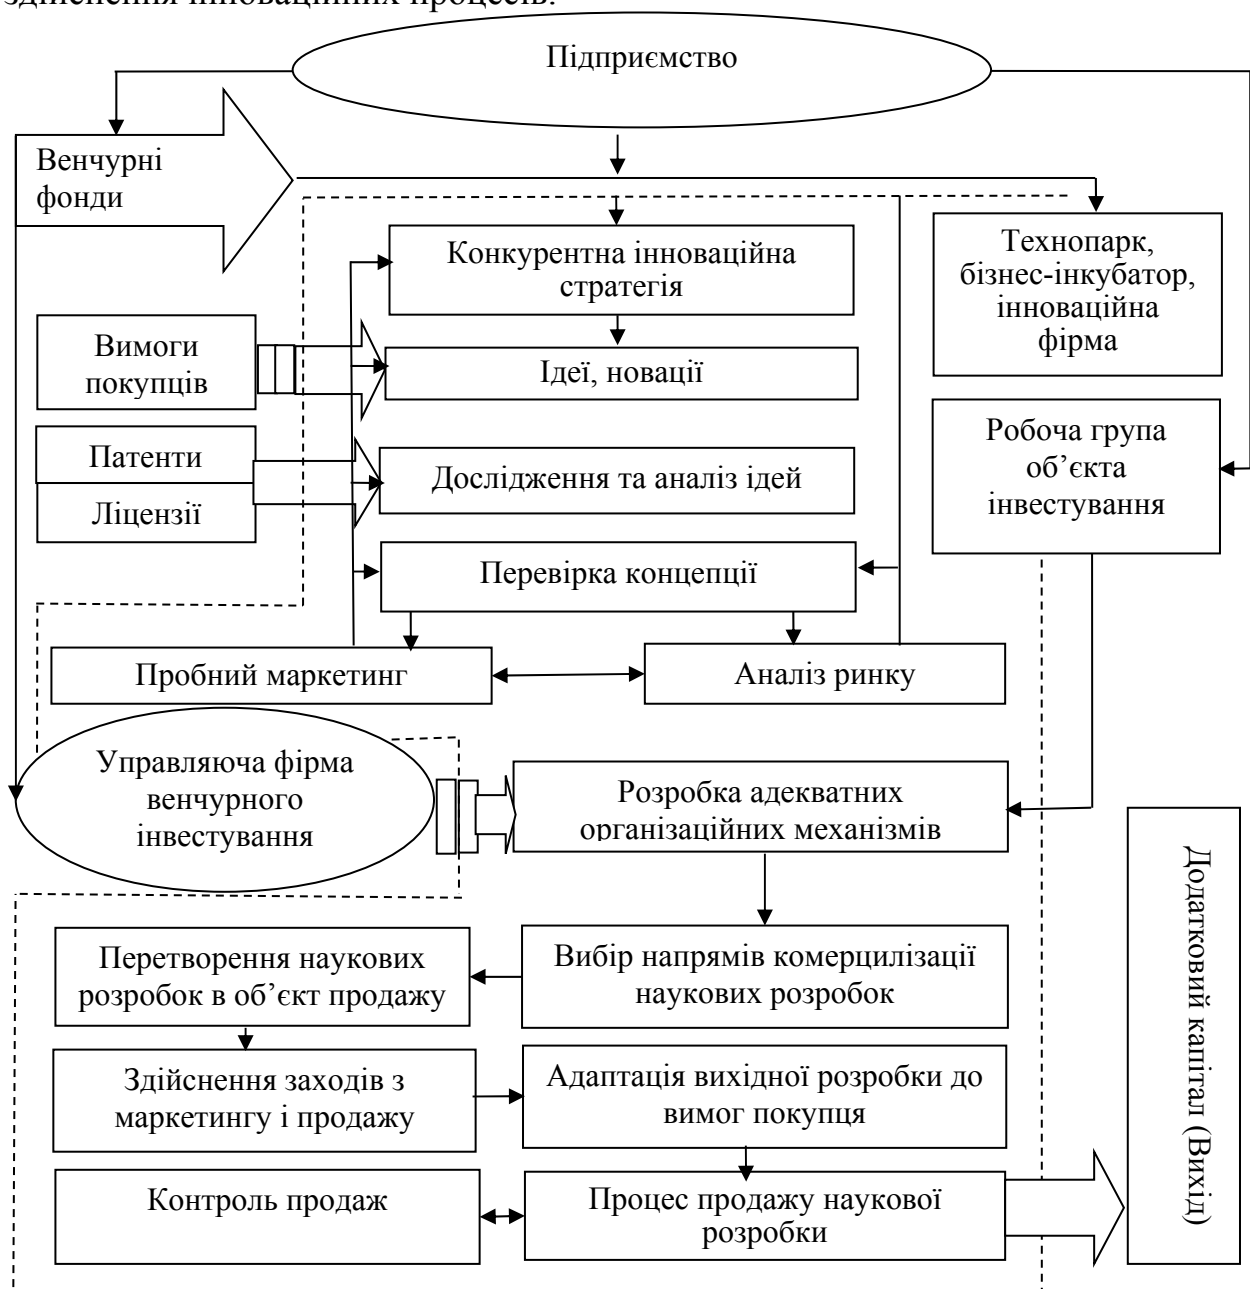 здійснення інноваційних процесів.
Підприємство
Венчурні
фонди
Конкурентна інноваційна
стратегія
Технопарк,
бізнес-інкубатор,
інноваційна
фірма
Вимоги
покупців
Ідеї, новації
Патенти
Ліцензії
Дослідження та аналіз ідей
Робоча група
об’єкта
інвестування
Перевірка концепції
Пробний маркетинг
Аналіз ринку
Управляюча фірма
венчурного
інвестування
Розробка адекватних
організаційних механізмів
Додатковий капітал (Вихід)
Перетворення наукових
розробок в об’єкт продажу
Вибір напрямів комерцилізації
наукових розробок
Здійснення заходів з
маркетингу і продажу
Адаптація вихідної розробки до
вимог покупця
Контроль продаж
Процес продажу наукової
розробки